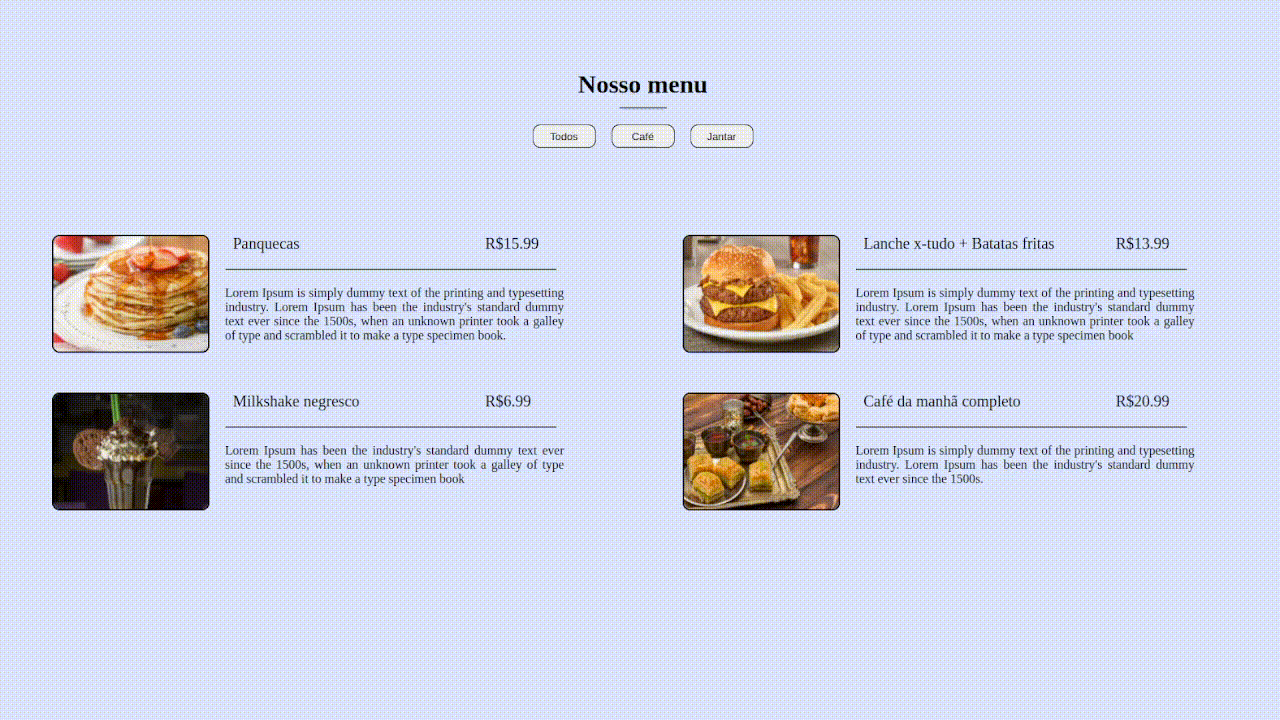 Nosso menu
Todos Café Jantar
Panquecas R$15.99
Lorem Ipsum is simply dummy text of the printing and typesetting
industry. Lorem Ipsum has been the industry's standard dummy
text ever since the 1500s, when an unknown printer took a galley
of type and scrambled it to make a type specimen book.
Lanche x-tudo + Batatas fritas R$13.99
Lorem Ipsum is simply dummy text of the printing and typesetting
industry. Lorem Ipsum has been the industry's standard dummy
text ever since the 1500s, when an unknown printer took a galley
of type and scrambled it to make a type specimen book
Milkshake negresco R$6.99
Lorem Ipsum has been the industry's standard dummy text ever
since the 1500s, when an unknown printer took a galley of type
and scrambled it to make a type specimen book
Café da manhã completo R$20.99
Lorem Ipsum is simply dummy text of the printing and typesetting
industry. Lorem Ipsum has been the industry's standard dummy
text ever since the 1500s.